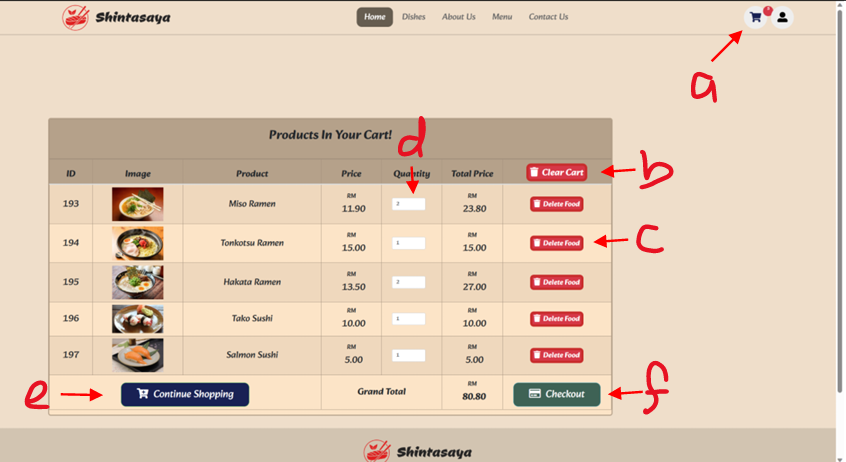 Shintasaya Home Dishes About Us Menu Contact Us
a
Products In Your Cart!
d
ID Image Product Price Quantity Total Price Clear Cart
b
193 Miso Ramen RM 11.90 2 RM 23.80 Delete Food
194 Tonkotsu Ramen RM 15.00 1 RM 15.00 Delete Food
c
195 Hakata Ramen RM 13.50 2 RM 27.00 Delete Food
196 Tako Sushi RM 10.00 1 RM 10.00 Delete Food
197 Salmon Sushi RM 5.00 1 RM 5.00 Delete Food
e
Continue Shopping Grand Total RM 80.80 Checkout
f
Shintasaya